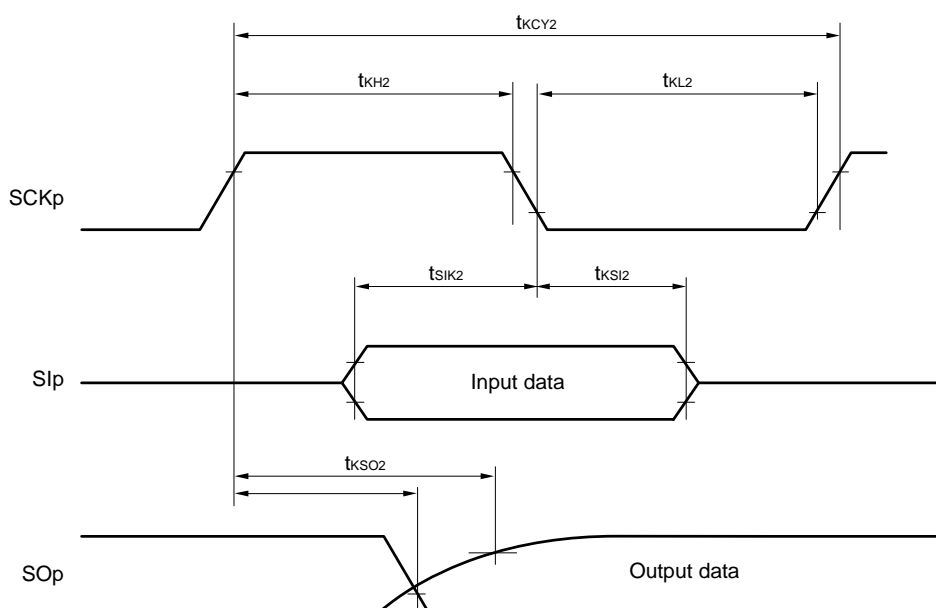 tKCY2
tKH2
tKL2
SCKp
tSIK2
tKSI2
SIp
Input data
tKSO2
SOp
Output data